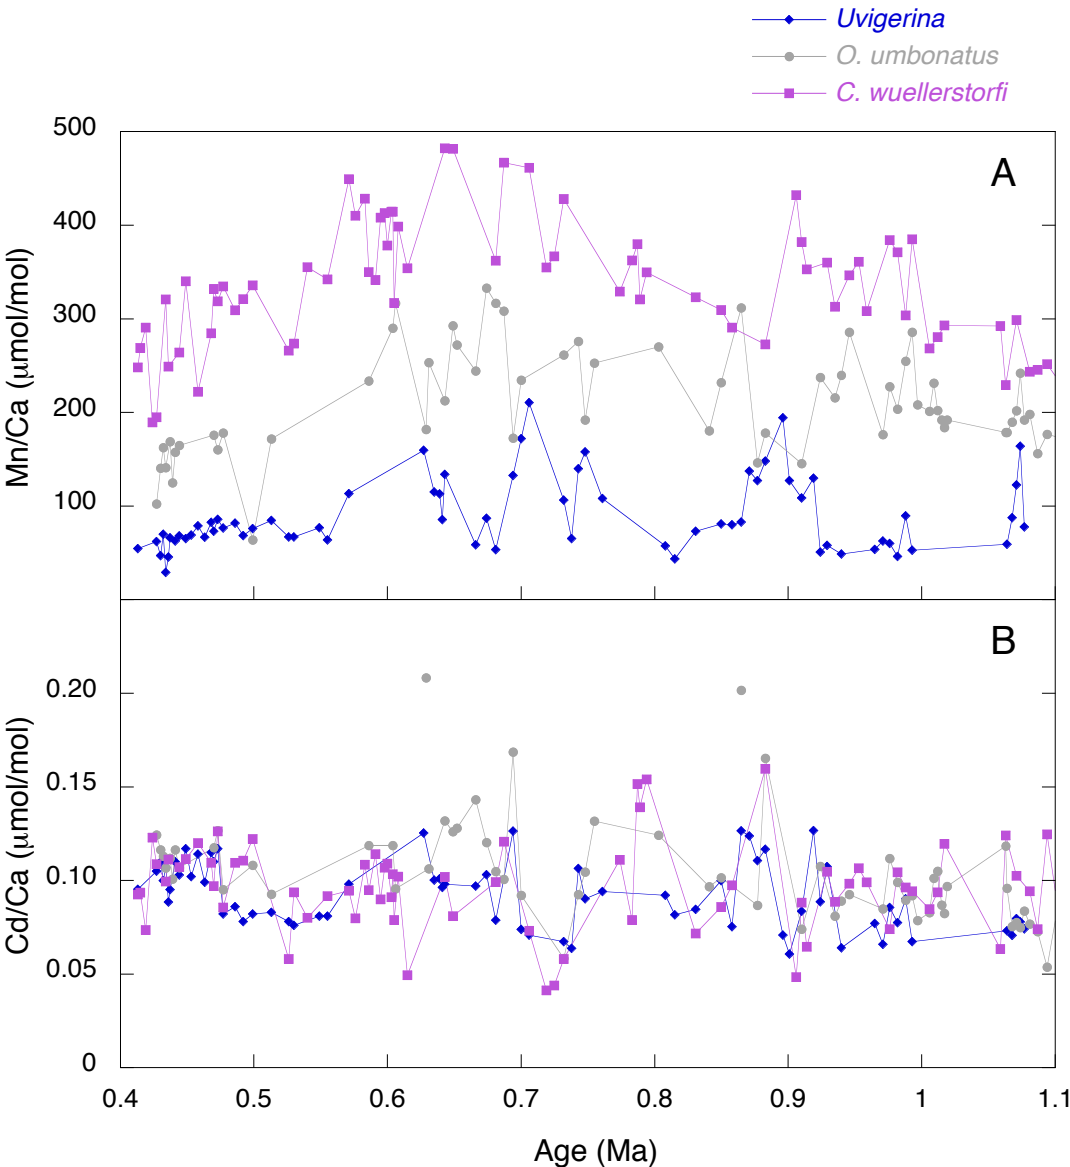 Uvigerina
O. umbonatus
C. wuellerstorfi
A
500
400
300
200
100
Mn/Ca (μmol/mol)
B
0.20
0.15
0.10
0.05
0
Cd/Ca (μmol/mol)
0.4 0.5 0.6 0.7 0.8 0.9 1 1.1
Age (Ma)